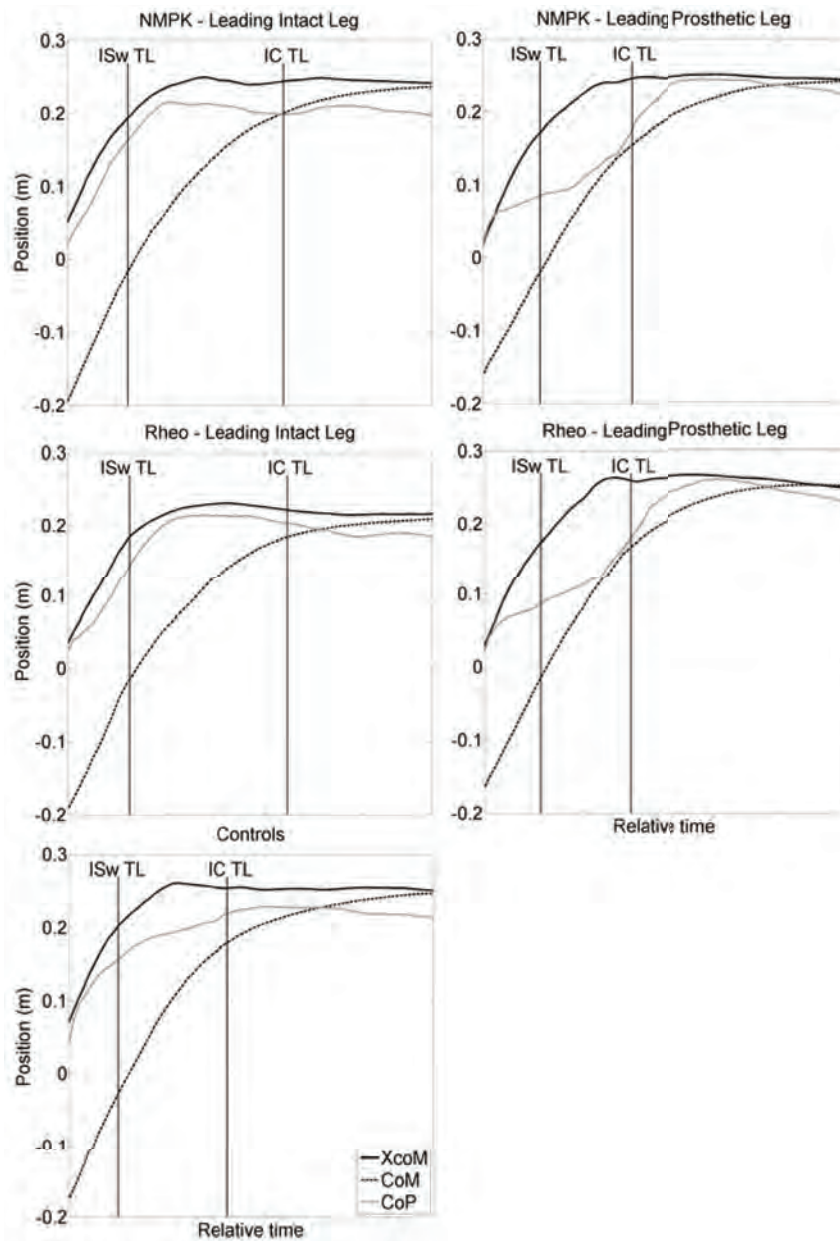 NMPK - Leading Intact Leg
ISw TL
IC TL
Position (m)
0.3
0.2
0.1
0
-0.1
-0.2
NMPK - Leading Prosthetic Leg
ISw TL
IC TL
0.3
0.2
0.1
0
-0.1
-0.2
Rheo - Leading Intact Leg
ISw TL
IC TL
Position (m)
0.3
0.2
0.1
0
-0.1
-0.2
Rheo - Leading Prosthetic Leg
ISw TL
IC TL
0.3
0.2
0.1
0
-0.1
-0.2
Relative time
Controls
ISw TL
IC TL
Position (m)
0.3
0.2
0.1
0
-0.1
-0.2
XcoM
CoM
CoP
Relative time